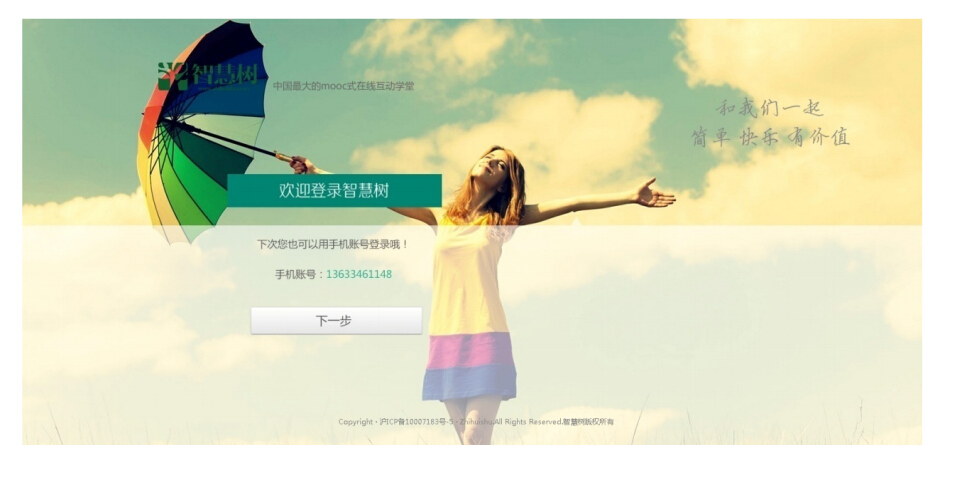 智慧树
中国最大的mooc式在线互动学堂
和我们一起
简单 快乐 有价值
欢迎登录智慧树
下次您也可以用手机账号登录哦！
手机账号：13633461148
下一步
Copyright · 沪ICP备10007183号-5 · Zhihuishu.All Rights Reserved.智慧树版权所有